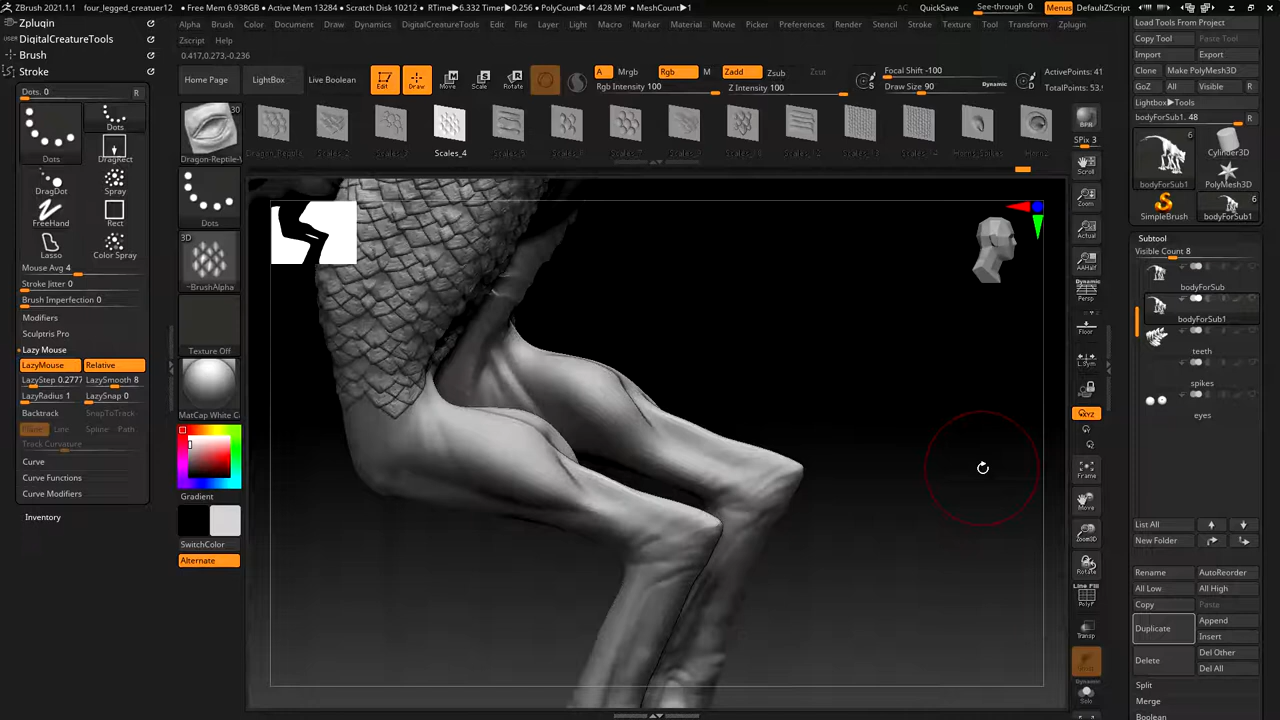 ZBrush 2021.1.1 four_legged_creatuer12 • Free Mem 6.938GB • Active Mem 13284 • Scratch Disk 10212 • RTime▶6.332 Timer▶0.256 • PolyCount▶41.428 MP • MeshCount▶1 AC QuickSave See-through 0 Menus DefaultZScript
Zplugin
DigitalCreatureTools
Brush
Stroke
Alpha Brush Color Document Draw Dynamics DigitalCreatureTools Edit File Layer Light Macro Marker Material Movie Picker Preferences Render Stencil Stroke Texture Tool Transform Zplugin
Zscript Help
0.417,0.273,-0.236
Home Page LightBox Live Boolean Edit Draw Move Scale Rotate
A Mrgb Rgb M Zadd Zsub Zcut
Rgb Intensity 100 Z Intensity 100
Focal Shift -100
Draw Size 90 Dynamic
S D
ActivePoints: 41
TotalPoints: 53.
Dots. 0 R
Dots
Dots
DragRect
DragDot Spray
FreeHand Rect
Lasso Color Spray
Mouse Avg 4
Stroke Jitter 0
Brush Imperfection 0
Modifiers
Sculptris Pro
Lazy Mouse
LazyMouse Relative
LazyStep 0.2777 LazySmooth 8
LazyRadius 1 LazySnap 0
Backtrack SnapToTrack
Plane Line Spline Path
Track Curvature
Curve
Curve Functions
Curve Modifiers
Inventory
30
Dragon-Reptile-
Dots
3D
~BrushAlpha
Texture Off
MatCap White C
Gradient
SwitchColor
Alternate
Scales_4
BPR
SPix 3
Scroll
Zoom
Actual
AAHalf
Dynamic
Persp
Floor
L.Sym
XYZ
Frame
Move
Zoom3D
Rotate
Line Fill
PolyF
Transp
Dynamic
Solo
Load Tools From Project
Copy Tool Paste Tool
Import Export
Clone Make PolyMesh3D
GoZ All Visible R
Lightbox▶Tools
bodyForSub1. 48 R
6
bodyForSub1 Cylinder3D
PolyMesh3D
6
SimpleBrush bodyForSub1
Subtool
Visible Count 8
bodyForSub
bodyForSub1
teeth
spikes
eyes
List All
New Folder
Rename AutoReorder
All Low All High
Copy Paste
Duplicate Append
Insert
Delete Del Other
Del All
Split
Merge
Boolean